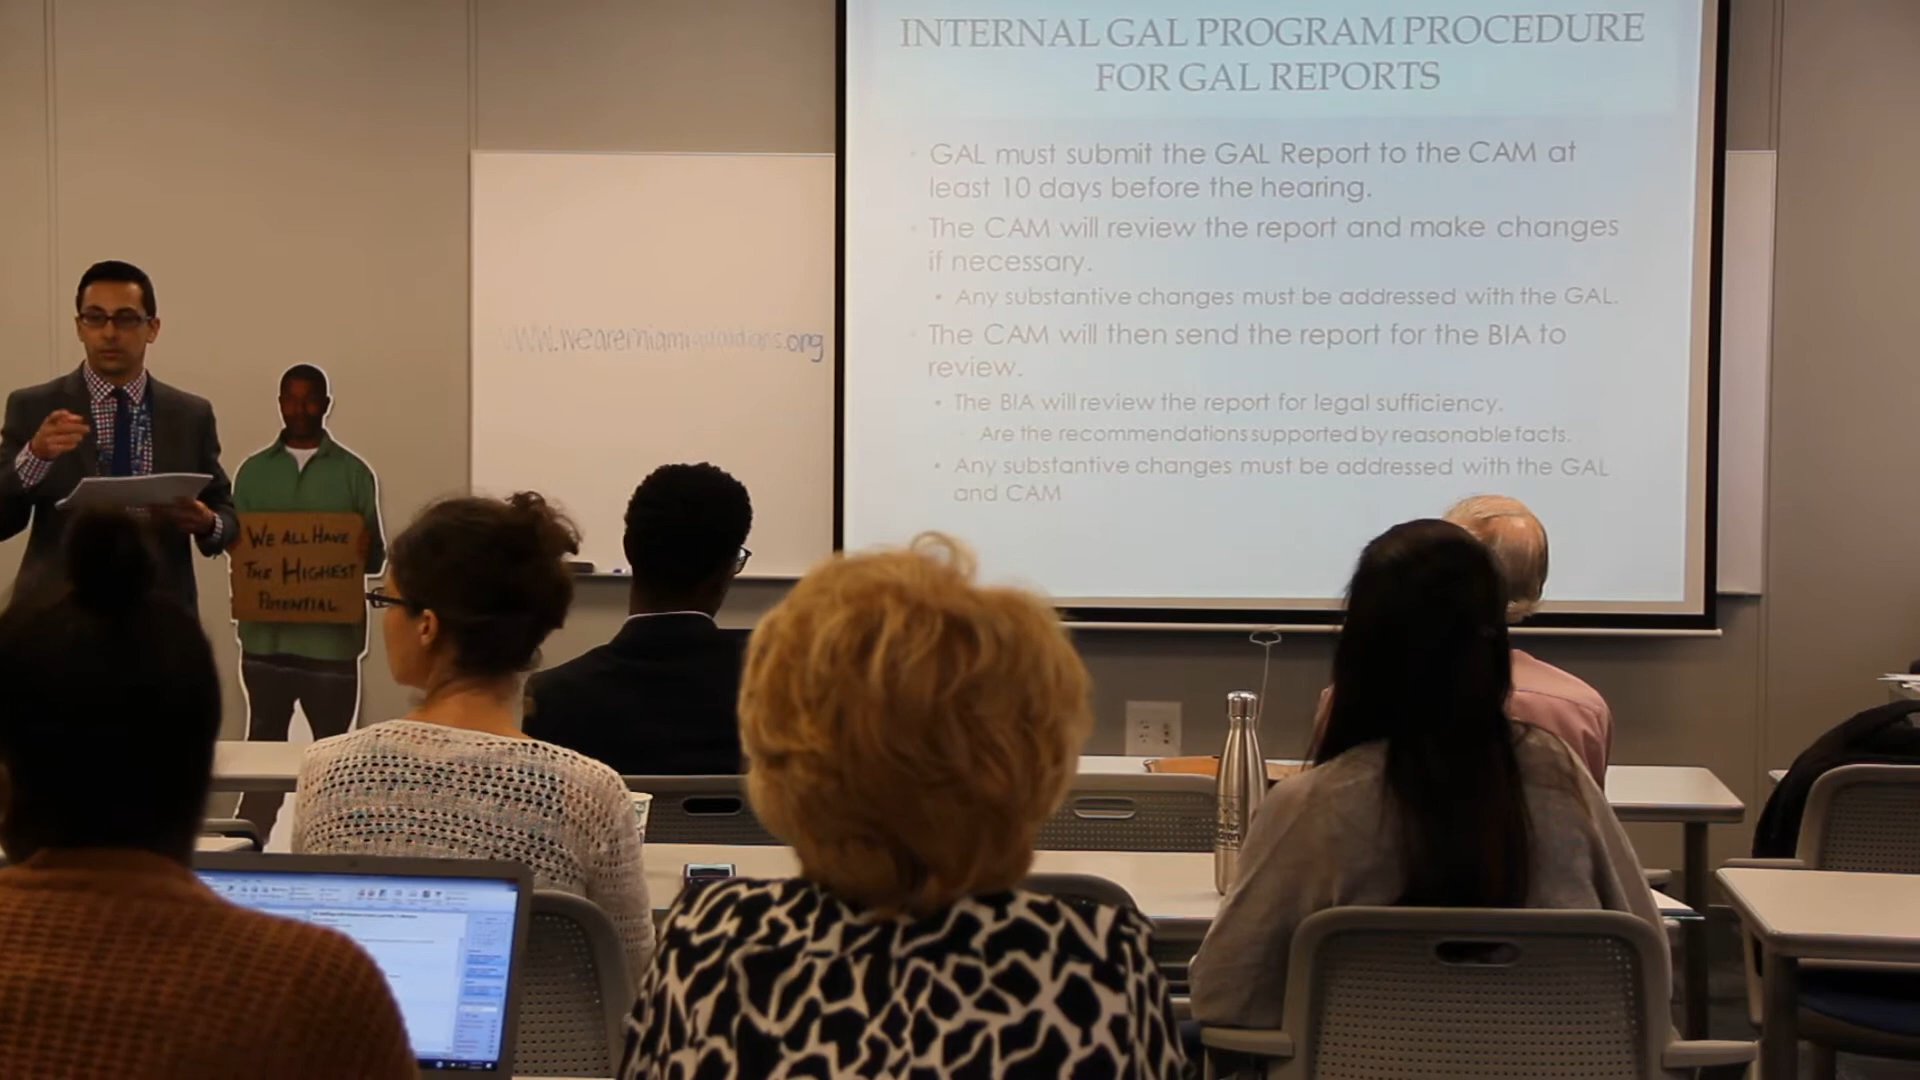 INTERNAL GAL PROGRAM PROCEDURE
FOR GAL REPORTS
GAL must submit the GAL Report to the CAM at
least 10 days before the hearing.
The CAM will review the report and make changes
if necessary.
Any substantive changes must be addressed with the GAL.
The CAM will then send the report for the BIA to
review.
The BIA will review the report for legal sufficiency.
Are the recommendations supported by reasonable facts.
Any substantive changes must be addressed with the GAL
and CAM
www.wearemiamiguardians.org
WE ALL HAVE
THE HIGHEST
POTENTIAL